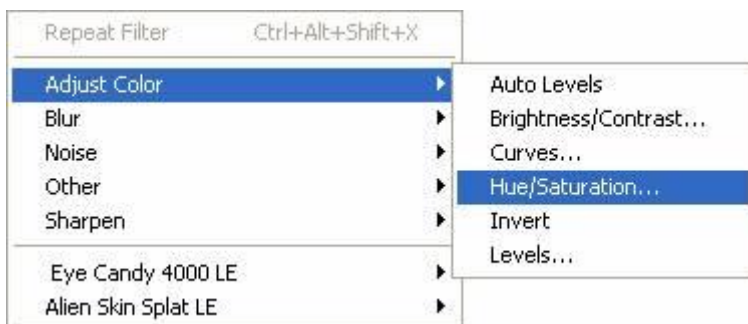 Repeat Filter Ctrl+Alt+Shift+X
Adjust Color
Blur
Noise
Other
Sharpen
Eye Candy 4000 LE
Alien Skin Splat LE
Auto Levels
Brightness/Contrast...
Curves...
Hue/Saturation...
Invert
Levels...